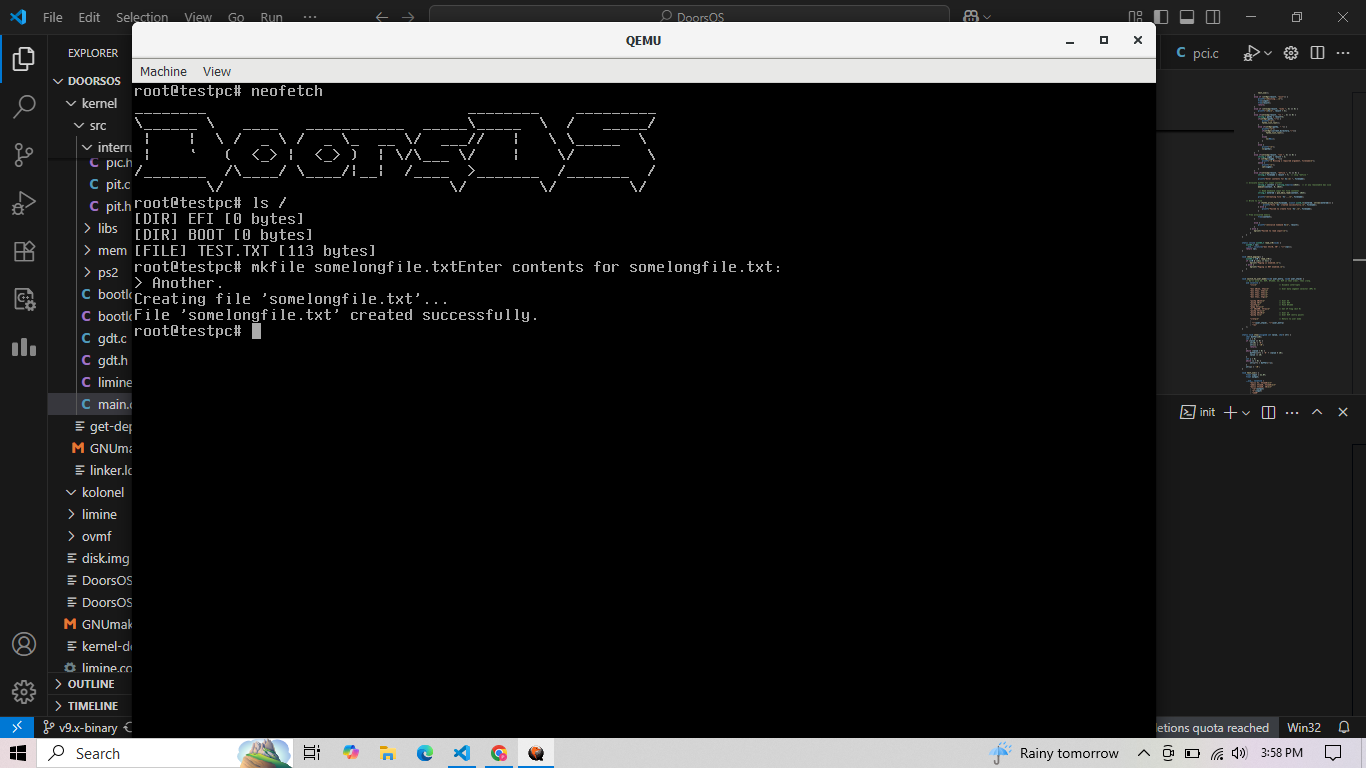 File Edit Selection View Go Run ···
DoorsOS
EXPLORER
DOORSOS
kernel
src
interru
C pic.h
C pit.c
C pit.h
libs
mem
ps2
C bootlo
C bootlo
C gdt.c
C gdt.h
C limine
C main.c
get-dep
M GNUma
linker.ld
kolonel
limine
ovmf
disk.img
DoorsOS
DoorsOS
M GNUmak
kernel-de
limine.co
OUTLINE
TIMELINE
C pci.c
QEMU
Machine View
root@testpc# neofetch
root@testpc# ls /
[DIR] EFI [0 bytes]
[DIR] BOOT [0 bytes]
[FILE] TEST.TXT [113 bytes]
root@testpc# mkfile somelongfile.txtEnter contents for somelongfile.txt:
> Another.
Creating file 'somelongfile.txt'...
File 'somelongfile.txt' created successfully.
root@testpc#
init
v9.x-binary
etions quota reached Win32
Search
Rainy tomorrow
3:58 PM